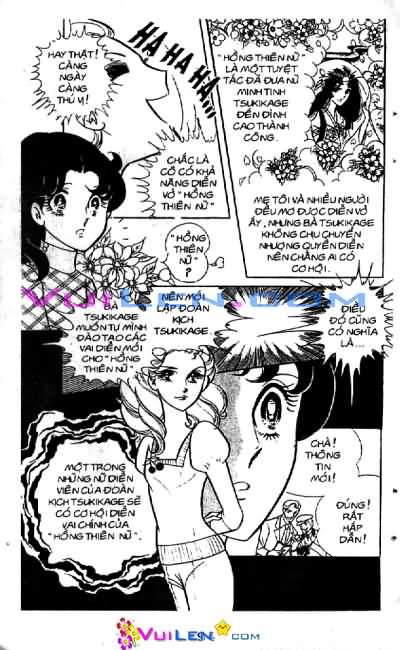 HAY THẬT!
CÀNG
NGÀY
CÀNG
THÚ VỊ!
HA HA HA...
"HỒNG THIÊN NỮ"
LÀ MỘT TUYỆT
TÁC ĐÃ ĐƯA NỮ
MINH TINH
TSUKIKAGE
ĐẾN ĐỈNH
CAO THÀNH
CÔNG.
CHẮC LÀ
CÔ CÓ KHẢ
NĂNG DIỄN
VỞ "HỒNG
THIÊN NỮ"
MẸ TÔI VÀ NHIỀU NGƯỜI
ĐỀU MƠ ĐƯỢC DIỄN VỞ
ẤY, NHƯNG BÀ TSUKIKAGE
KHÔNG CHỊU CHUYỂN
NHƯỢNG QUYỀN DIỄN
NÊN CHẲNG AI CÓ
CƠ HỘI.
"HỒNG
THIÊN
NỮ"
?
VUILEN.COM
BÀ
TSUKIKAGE
MUỐN TỰ MÌNH
ĐÀO TẠO CÁC
VAI DIỄN MỚI
CHO "HỒNG
THIÊN NỮ"
NÊN MỚI
LẬP ĐOÀN
KỊCH
TSUKIKAGE.
ĐIỀU
ĐÓ CŨNG
CÓ NGHĨA
LÀ...
MỘT TRONG
NHỮNG NỮ DIỄN
VIÊN CỦA ĐOÀN
KỊCH TSUKIKAGE SẼ
CÓ CƠ HỘI DIỄN
VAI CHÍNH CỦA
"HỒNG THIÊN NỮ".
CHÀ!
THÔNG
TIN
MỚI!
ĐÚNG!
RẤT
HẤP
DẪN!
VUILEN.COM